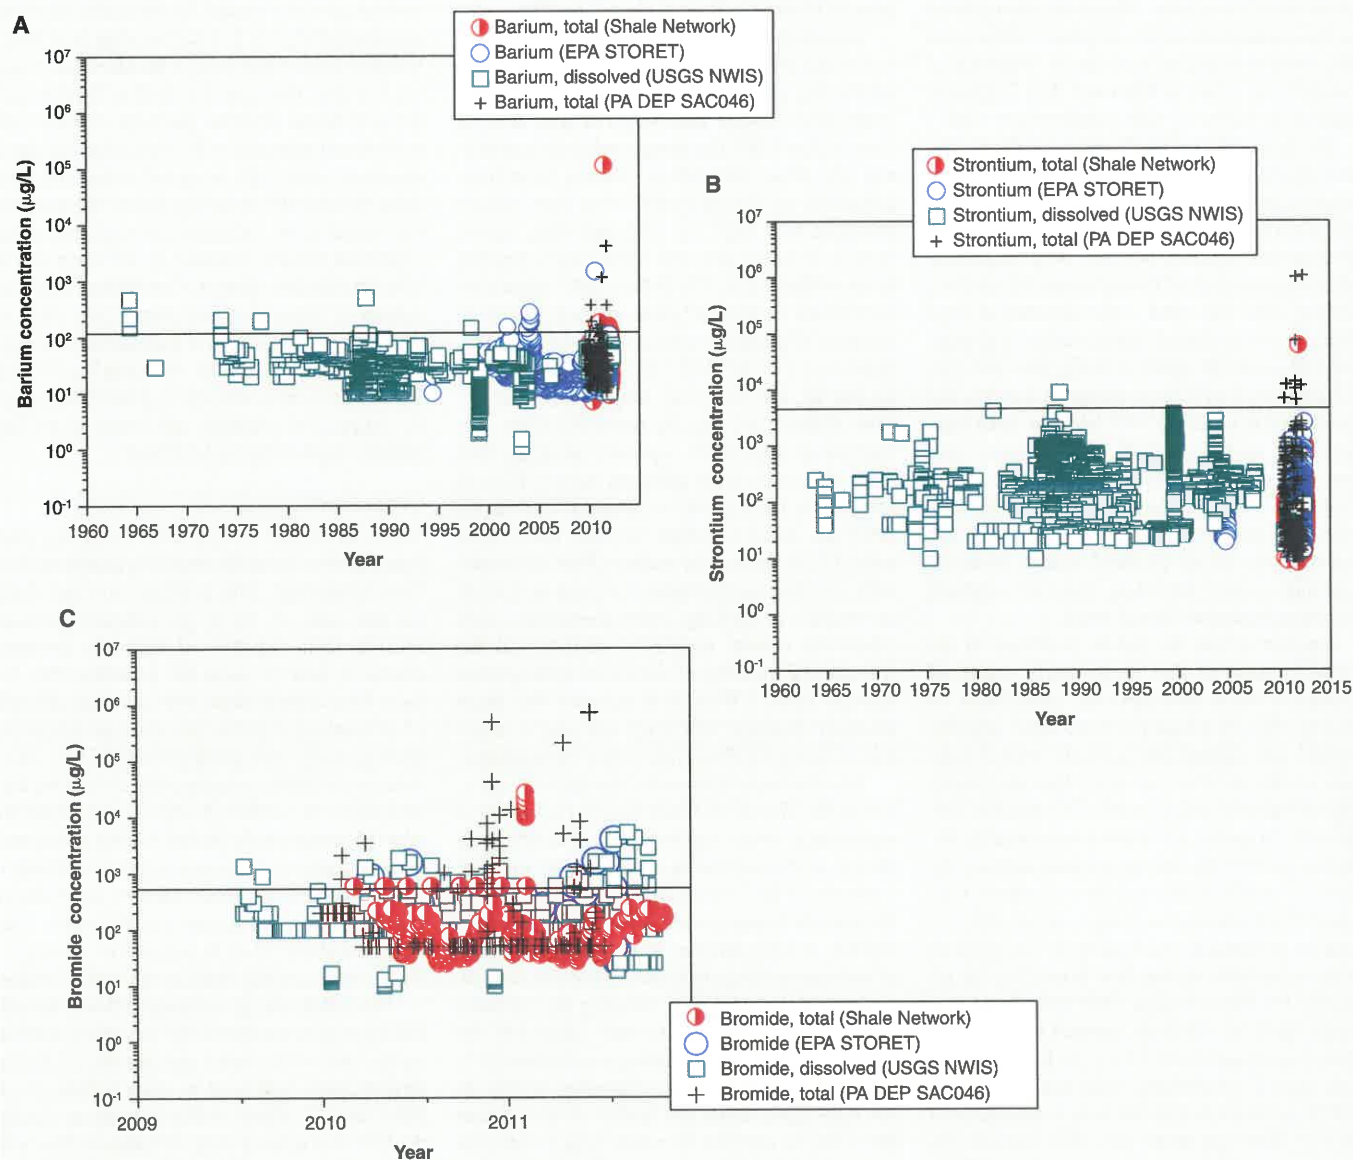 A
Barium, total (Shale Network)
Barium (EPA STORET)
Barium, dissolved (USGS NWIS)
Barium, total (PA DEP SAC046)
10⁷
10⁶
10⁵
10⁴
10³
10²
10¹
10⁰
10⁻¹
Barium concentration (µg/L)
1960 1965 1970 1975 1980 1985 1990 1995 2000 2005 2010
Year
B
Strontium, total (Shale Network)
Strontium (EPA STORET)
Strontium, dissolved (USGS NWIS)
Strontium, total (PA DEP SAC046)
10⁷
10⁶
10⁵
10⁴
10³
10²
10¹
10⁰
10⁻¹
Strontium concentration (µg/L)
1960 1965 1970 1975 1980 1985 1990 1995 2000 2005 2010 2015
Year
C
10⁷
10⁶
10⁵
10⁴
10³
10²
10¹
10⁰
10⁻¹
Bromide concentration (µg/L)
2009 2010 2011
Year
Bromide, total (Shale Network)
Bromide (EPA STORET)
Bromide, dissolved (USGS NWIS)
Bromide, total (PA DEP SAC046)